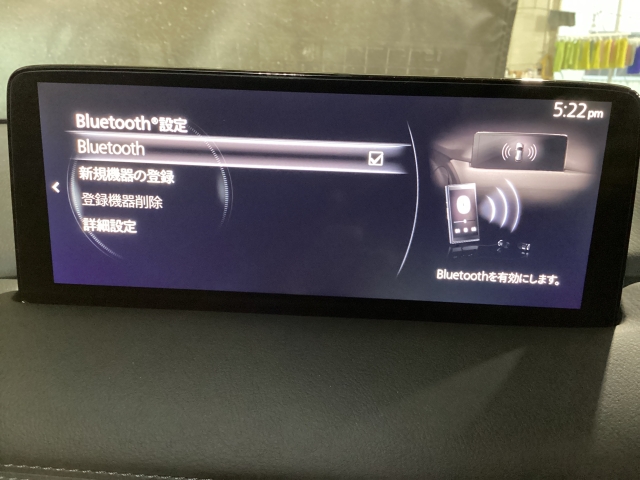 5:22pm
Bluetooth®設定
Bluetooth
新規機器の登録
登録機器削除
詳細設定
Bluetoothを有効にします。